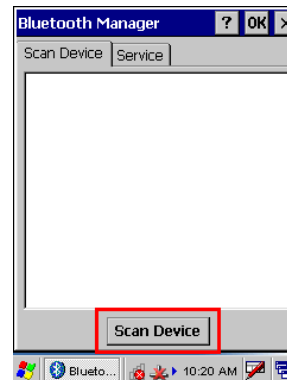 Bluetooth Manager ? OK ×
Scan Device Service
Scan Device
Blueto... 10:20 AM